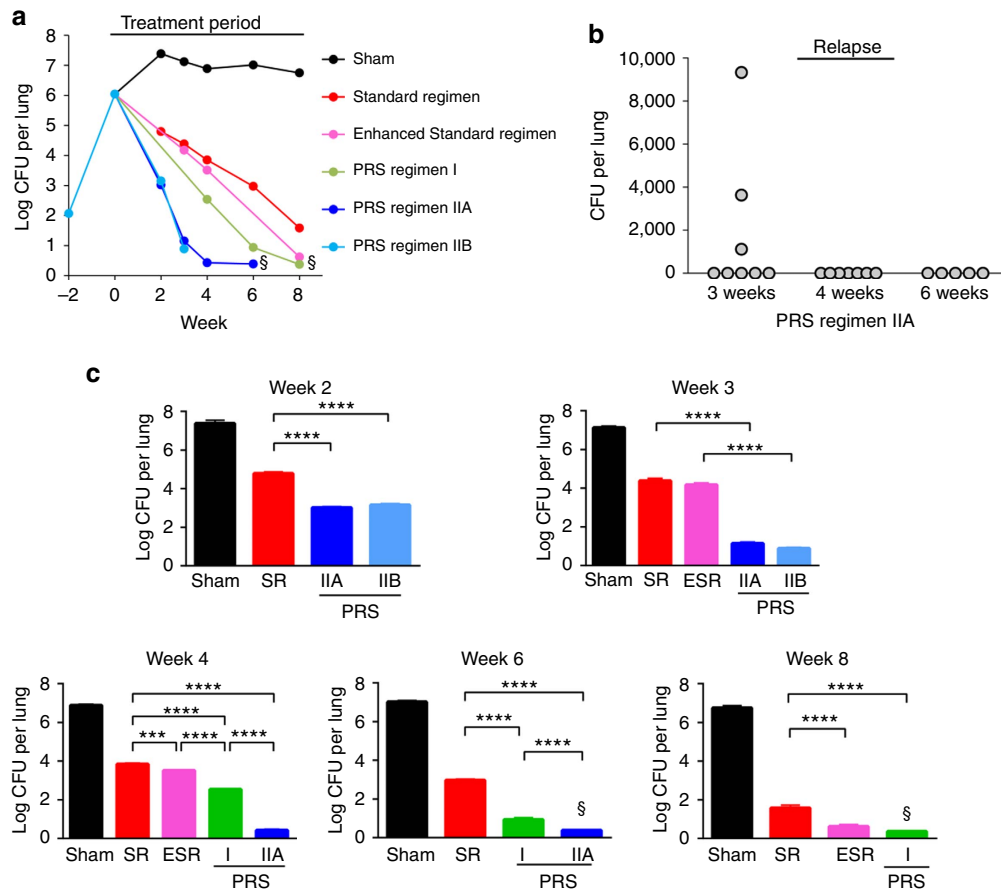 a
Treatment period
Log CFU per lung
8
7
6
5
4
3
2
1
0
−2 0 2 4 6 8
Week
§ §
Sham
Standard regimen
Enhanced Standard regimen
PRS regimen I
PRS regimen IIA
PRS regimen IIB
b
Relapse
CFU per lung
10,000
8,000
6,000
4,000
2,000
0
3 weeks 4 weeks 6 weeks
PRS regimen IIA
c
Week 2
Log CFU per lung
8
6
4
2
0
****
****
Sham SR IIA IIB
PRS
Week 3
Log CFU per lung
8
6
4
2
0
****
****
Sham SR ESR IIA IIB
PRS
Week 4
Log CFU per lung
8
6
4
2
0
****
****
*** **** ****
Sham SR ESR I IIA
PRS
Week 6
Log CFU per lung
8
6
4
2
0
****
****
****
§
Sham SR I IIA
PRS
Week 8
Log CFU per lung
8
6
4
2
0
****
****
§
Sham SR ESR I
PRS